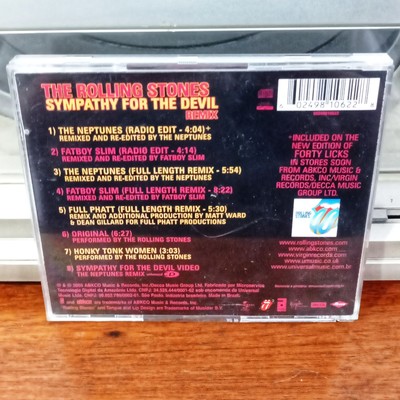 THE ROLLING STONES
SYMPATHY FOR THE DEVIL
REMIX
1) THE NEPTUNES (RADIO EDIT - 4:04)+
REMIXED AND RE-EDITED BY THE NEPTUNES
2) FATBOY SLIM (RADIO EDIT - 4:14)
REMIXED AND RE-EDITED BY FATBOY SLIM
3) THE NEPTUNES (FULL LENGTH REMIX - 5:54)
REMIXED AND RE-EDITED BY THE NEPTUNES
4) FATBOY SLIM (FULL LENGTH REMIX - 8:22)
REMIXED AND RE-EDITED BY FATBOY SLIM
5) FULL PHATT (FULL LENGTH REMIX - 5:30)
REMIX AND ADDITIONAL PRODUCTION BY MATT WARD
& DEAN GILLARD FOR FULL PHATT PRODUCTIONS.
6) ORIGINAL (6:27)
PERFORMED BY THE ROLLING STONES
7) HONKY TONK WOMEN (3:03)
PERFORMED BY THE ROLLING STONES
8) SYMPATHY FOR THE DEVIL VIDEO
THE NEPTUNES REMIX
6 02498 10622 8
+INCLUDED ON THE
NEW EDITION OF
FORTY LICKS
IN STORES SOON
FROM ABKCO MUSIC &
RECORDS, INC/VIRGIN
RECORDS/DECCA MUSIC
GROUP LTD.
www.rollingstones.com
www.abkco.com
www.virginrecords.com
www.umusic.co.uk
www.universalmusic.com.br